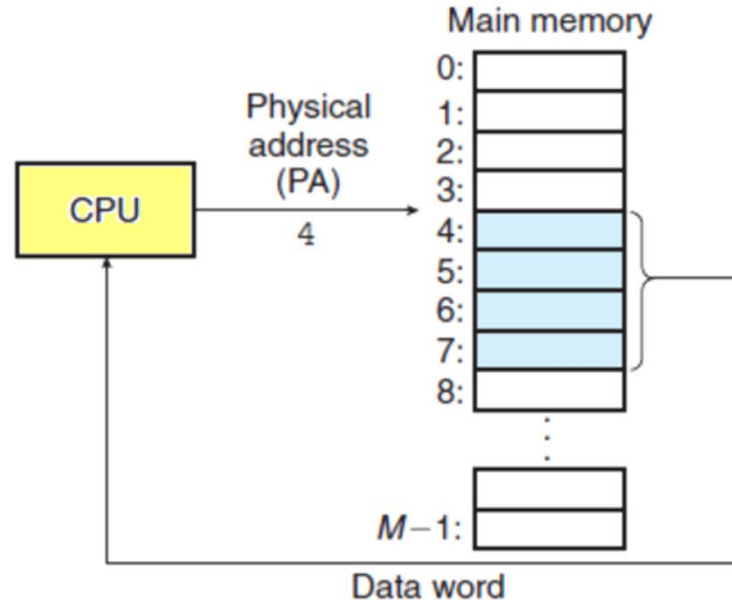 Main memory
0:
1:
2:
3:
4:
5:
6:
7:
8:
M−1:
Physical
address
(PA)
4
CPU
Data word